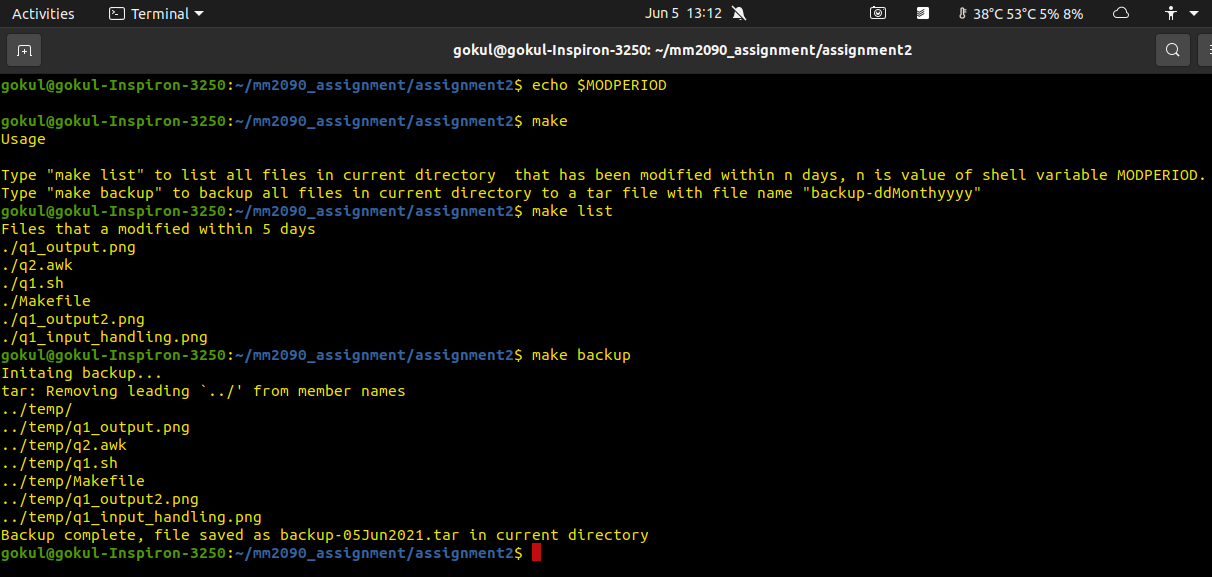 Activities Terminal Jun 5 13:12 38°C 53°C 5% 8%
gokul@gokul-Inspiron-3250: ~/mm2090_assignment/assignment2
gokul@gokul-Inspiron-3250:~/mm2090_assignment/assignment2$ echo $MODPERIOD
gokul@gokul-Inspiron-3250:~/mm2090_assignment/assignment2$ make
Usage
Type "make list" to list all files in current directory  that has been modified within n days, n is value of shell variable MODPERIOD.
Type "make backup" to backup all files in current directory to a tar file with file name "backup-ddMonthyyyy"
gokul@gokul-Inspiron-3250:~/mm2090_assignment/assignment2$ make list
Files that a modified within 5 days
./q1_output.png
./q2.awk
./q1.sh
./Makefile
./q1_output2.png
./q1_input_handling.png
gokul@gokul-Inspiron-3250:~/mm2090_assignment/assignment2$ make backup
Initaing backup...
tar: Removing leading `../' from member names
../temp/
../temp/q1_output.png
../temp/q2.awk
../temp/q1.sh
../temp/Makefile
../temp/q1_output2.png
../temp/q1_input_handling.png
Backup complete, file saved as backup-05Jun2021.tar in current directory
gokul@gokul-Inspiron-3250:~/mm2090_assignment/assignment2$